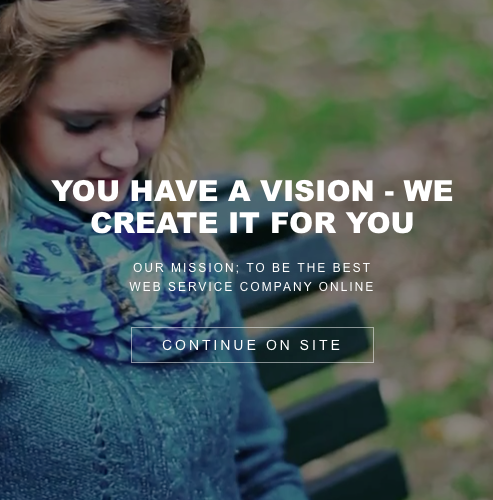 YOU HAVE A VISION - WE
CREATE IT FOR YOU
OUR MISSION; TO BE THE BEST
WEB SERVICE COMPANY ONLINE
CONTINUE ON SITE